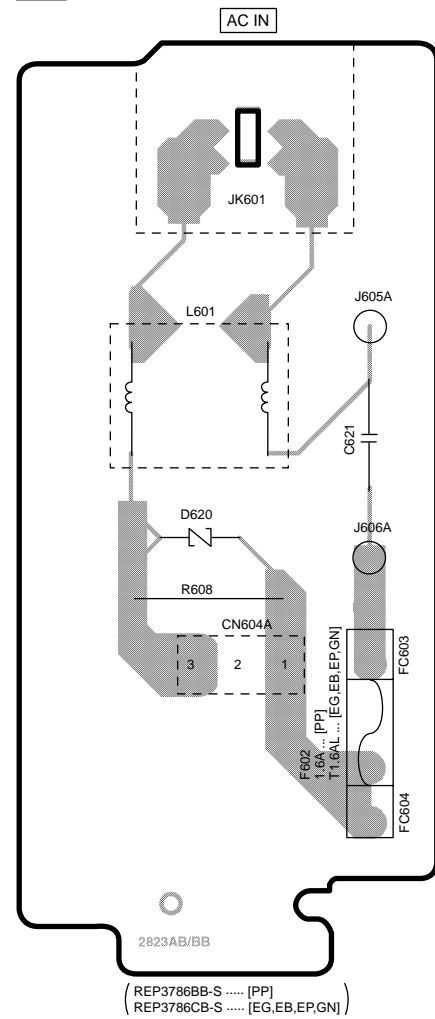 AC IN
JK601
L601
J605A
C621
D620
J606A
R608
CN604A
3 2 1
FC603
F602
1.6A ... [PP]
T1.6AL ... [EG,EB,EP,GN]
FC604
2823AB/BB
REP3786BB-S ..... [PP]
REP3786CB-S ..... [EG,EB,EP,GN]